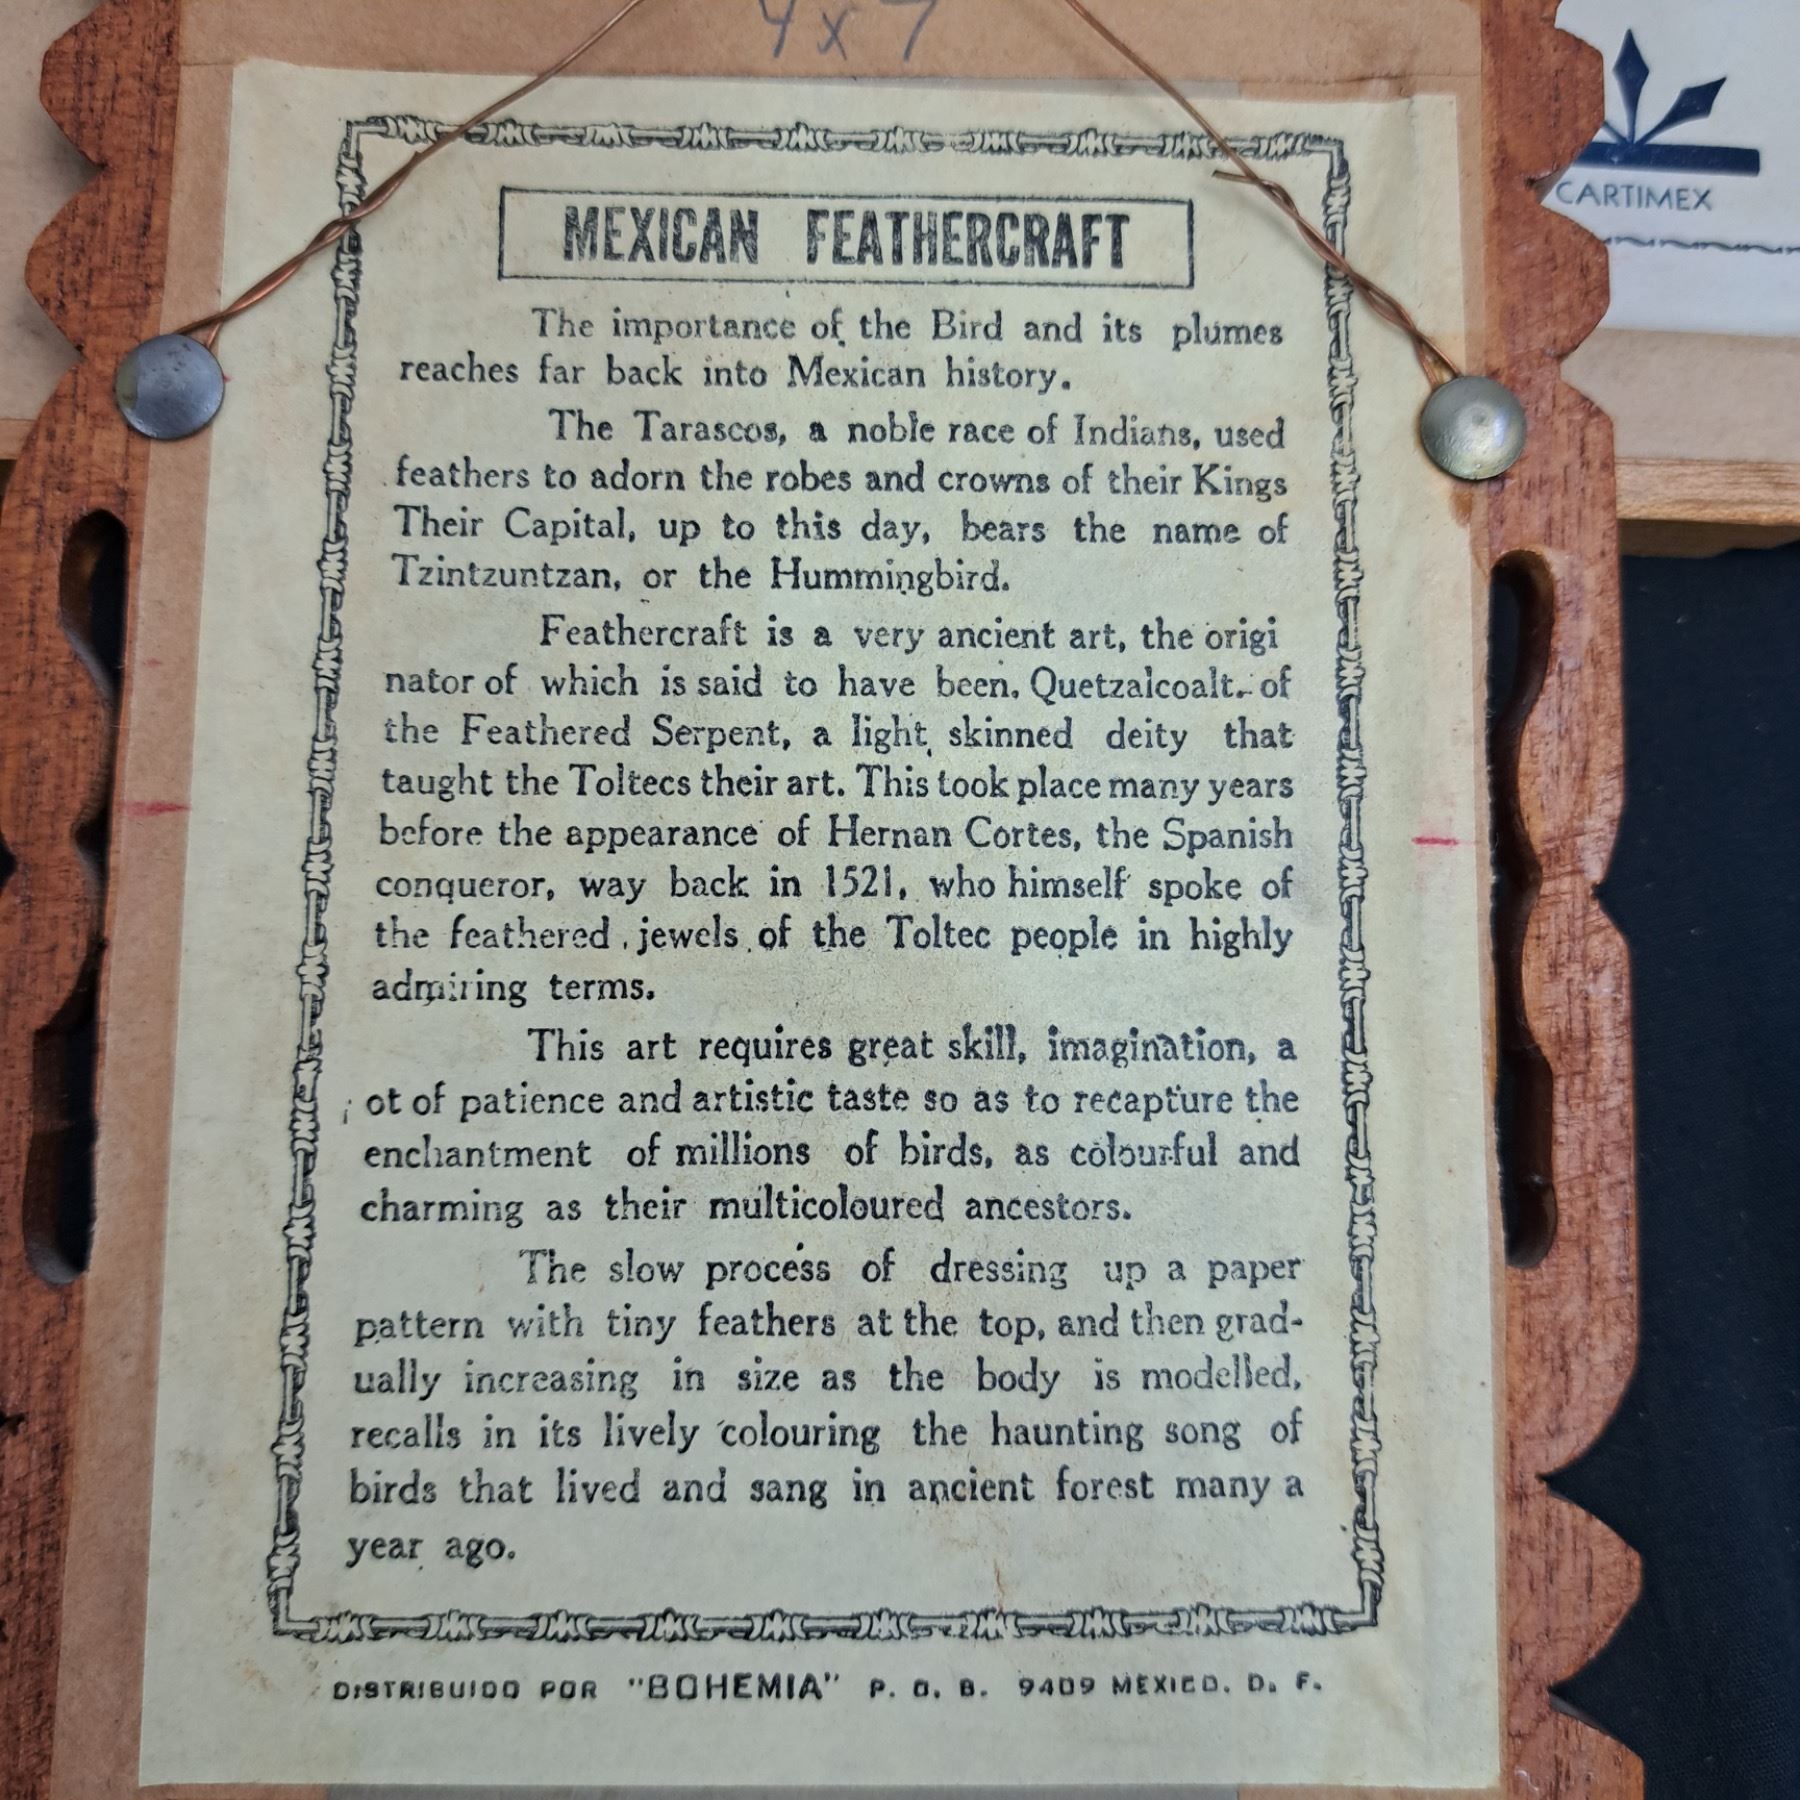 4 x 7
CARTIMEX
MEXICAN FEATHERCRAFT
The importance of the Bird and its plumes
reaches far back into Mexican history.
The Tarascos, a noble race of Indians, used
feathers to adorn the robes and crowns of their Kings
Their Capital, up to this day, bears the name of
Tzintzuntzan, or the Hummingbird.
Feathercraft is a very ancient art, the origi
nator of which is said to have been, Quetzalcoalt. of
the Feathered Serpent, a light skinned deity that
taught the Toltecs their art. This took place many years
before the appearance of Hernan Cortes, the Spanish
conqueror, way back in 1521, who himself spoke of
the feathered jewels of the Toltec people in highly
admiring terms.
This art requires great skill, imagination, a
ot of patience and artistic taste so as to recapture the
enchantment of millions of birds, as colourful and
charming as their multicoloured ancestors.
The slow process of dressing up a paper
pattern with tiny feathers at the top, and then grad-
ually increasing in size as the body is modelled,
recalls in its lively colouring the haunting song of
birds that lived and sang in ancient forest many a
year ago.
DISTRIBUIDO POR "BOHEMIA" P. O. B. 9409 MEXICO, D. F.